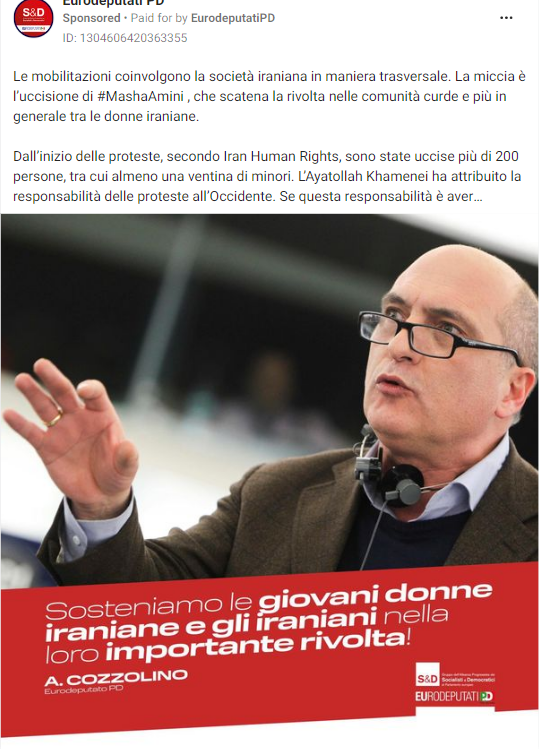 Eurodeputati PD
Sponsored • Paid for by EurodeputatiPD
ID: 1304606420363355
Le mobilitazioni coinvolgono la società iraniana in maniera trasversale. La miccia è
l'uccisione di #MashaAmini , che scatena la rivolta nelle comunità curde e più in
generale tra le donne iraniane.
Dall'inizio delle proteste, secondo Iran Human Rights, sono state uccise più di 200
persone, tra cui almeno una ventina di minori. L'Ayatollah Khamenei ha attribuito la
responsabilità delle proteste all'Occidente. Se questa responsabilità è aver...
Sosteniamo le giovani donne
iraniane e gli iraniani nella
loro importante rivolta!
A. COZZOLINO
Eurodeputato PD
S&D
Socialisti e Democratici
EURODEPUTATI PD